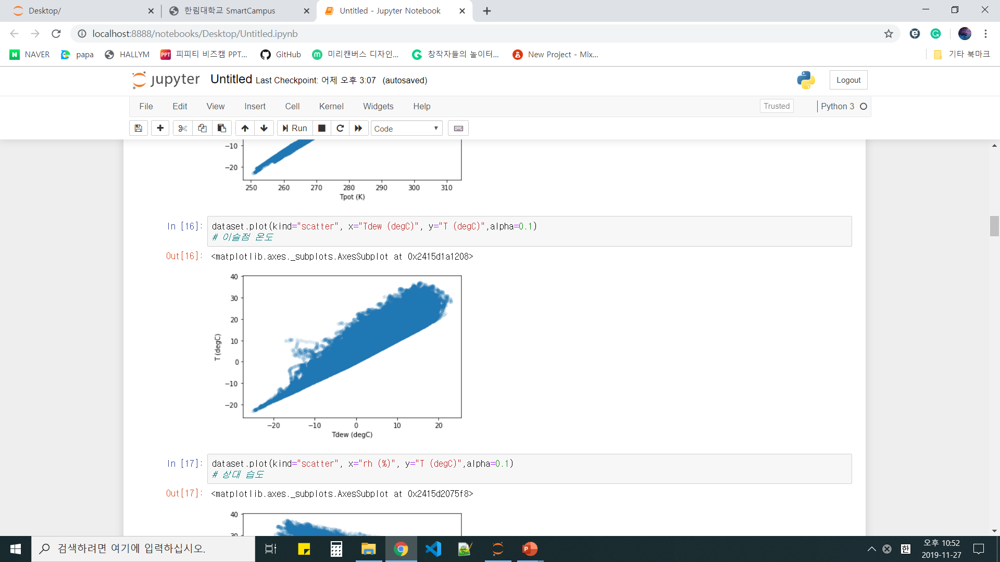 Desktop/
한림대학교 SmartCampus
Untitled - Jupyter Notebook
localhost:8888/notebooks/Desktop/Untitled.ipynb
NAVER
papa
HALLYM
PPT
피피티 비즈캠 PPT...
GitHub
미리캔버스 디자인...
창작자들의 놀이터...
New Project - Mix...
기타 북마크
jupyter
Untitled Last Checkpoint: 어제 오후 3:07 (autosaved)
Logout
File Edit View Insert Cell Kernel Widgets Help
Trusted
Python 3
Run
Code
−10
−20
250 260 270 280 290 300 310
Tpot (K)
In [16]:
dataset.plot(kind="scatter", x="Tdew (degC)", y="T (degC)",alpha=0.1)
# 이슬점 온도
Out[16]:
<matplotlib.axes._subplots.AxesSubplot at 0x2415d1a1208>
40
30
20
10
0
−10
−20
T (degC)
−20 −10 0 10 20
Tdew (degC)
In [17]:
dataset.plot(kind="scatter", x="rh (%)", y="T (degC)",alpha=0.1)
# 상대 습도
Out[17]:
<matplotlib.axes._subplots.AxesSubplot at 0x2415d2075f8>
40
30
검색하려면 여기에 입력하십시오.
한
오후 10:52
2019-11-27